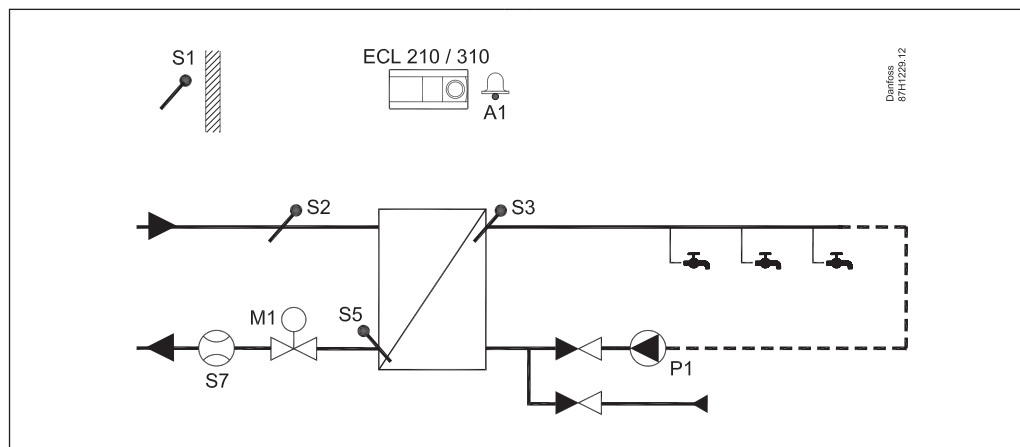 S1
ECL 210 / 310
A1
Danfoss
87H1229.12
S2
S3
M1
S5
S7
P1